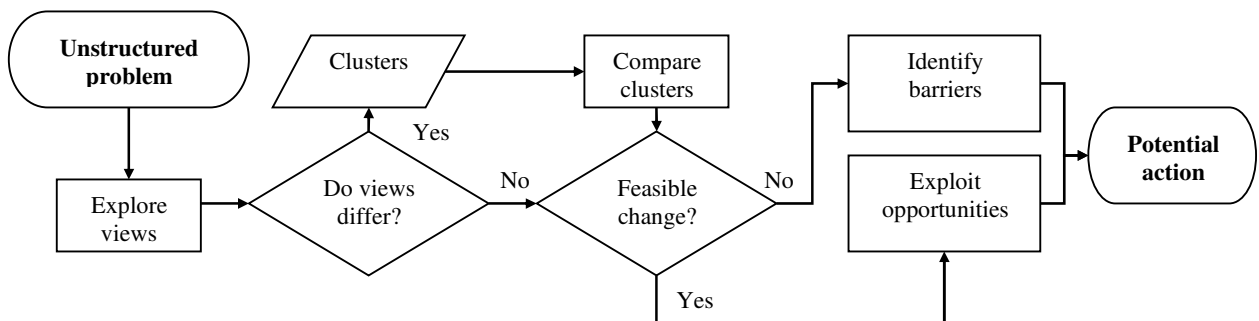 Unstructured
problem
Explore
views
Do views
differ?
Yes
No
Clusters
Compare
clusters
Feasible
change?
No
Yes
Identify
barriers
Exploit
opportunities
Potential
action